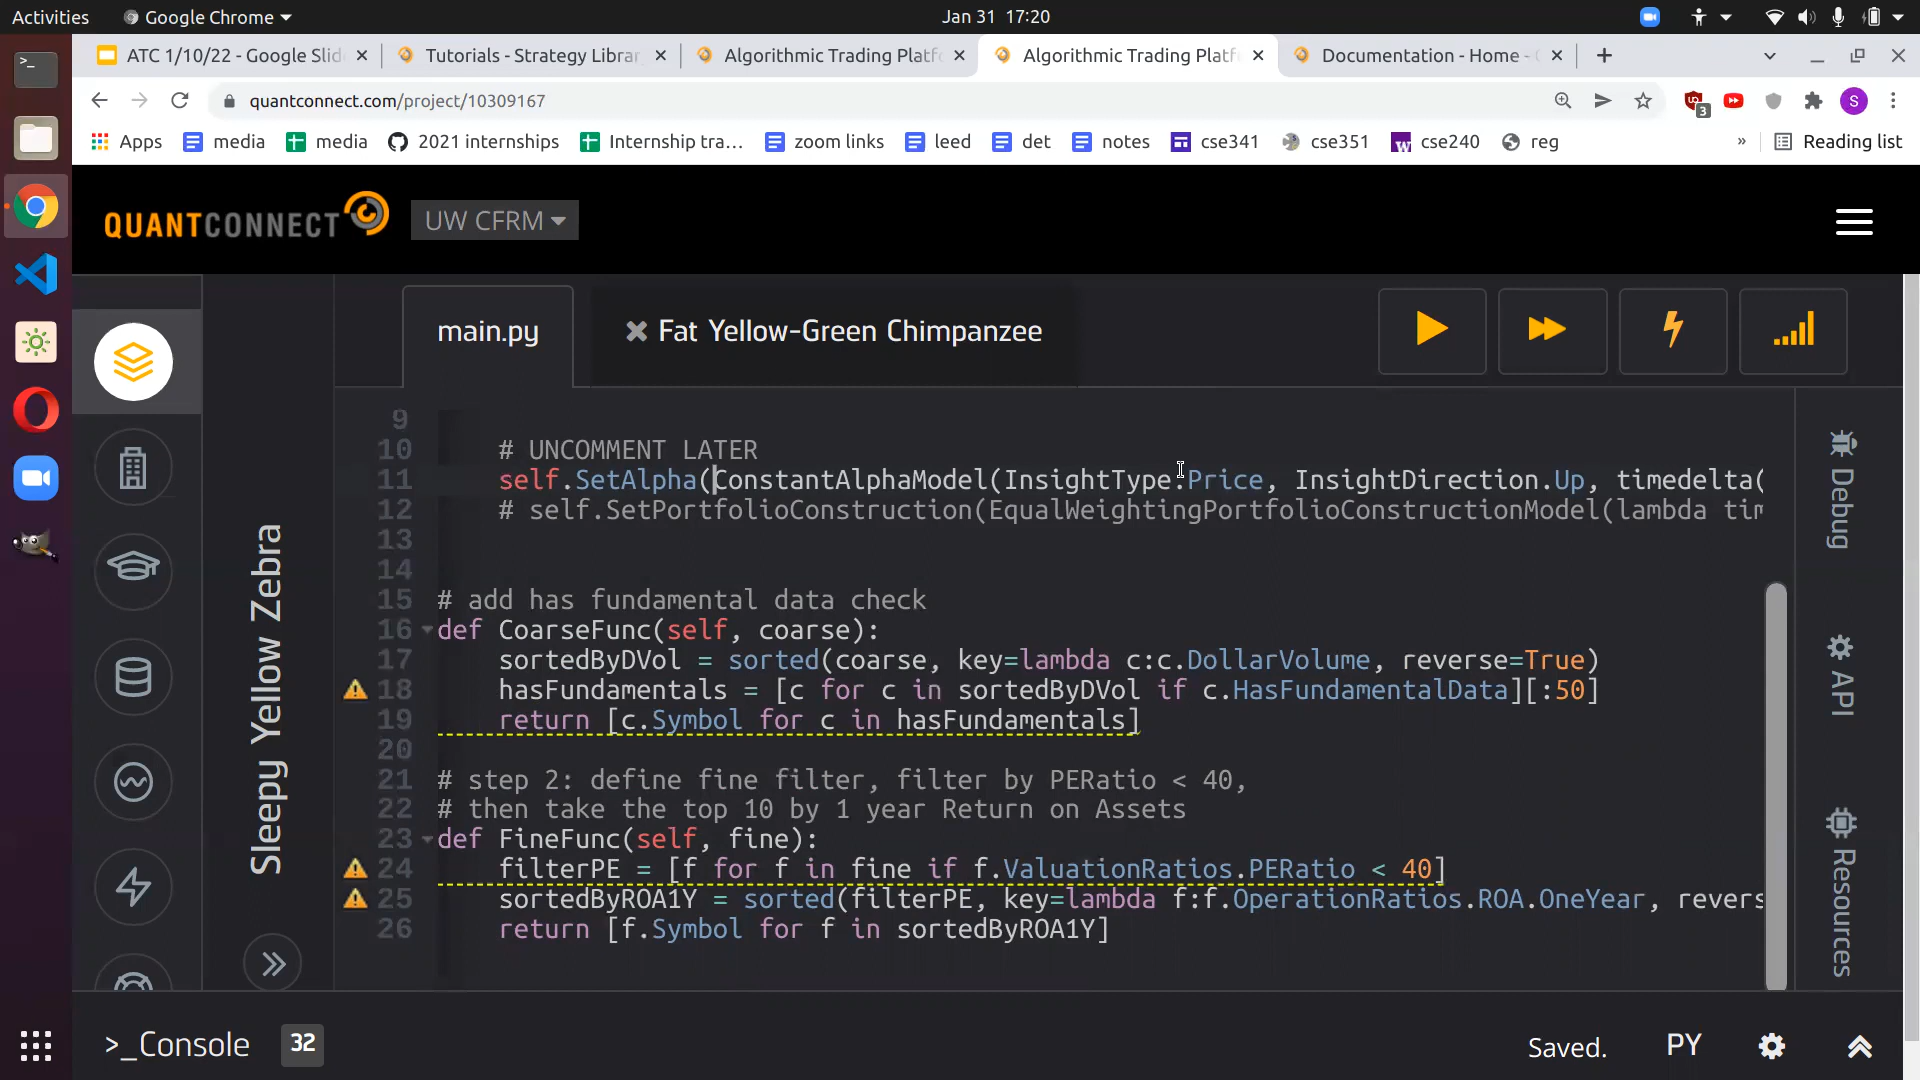 Activities
Google Chrome
Jan 31 17:20
ATC 1/10/22 - Google Slid
Tutorials - Strategy Librar
Algorithmic Trading Platf
Algorithmic Trading Platf
Documentation - Home -
quantconnect.com/project/10309167
3
S
Apps
media
media
2021 internships
Internship tra...
zoom links
leed
det
notes
cse341
cse351
cse240
reg
»
Reading list
QUANTCONNECT
UW CFRM
Sleepy Yellow Zebra
main.py
Fat Yellow-Green Chimpanzee
9
10 # UNCOMMENT LATER
11 self.SetAlpha(ConstantAlphaModel(InsightType.Price, InsightDirection.Up, timedelta(
12 # self.SetPortfolioConstruction(EqualWeightingPortfolioConstructionModel(lambda tim
13
14
15 # add has fundamental data check
16 def CoarseFunc(self, coarse):
17 sortedByDVol = sorted(coarse, key=lambda c:c.DollarVolume, reverse=True)
18 hasFundamentals = [c for c in sortedByDVol if c.HasFundamentalData][:50]
19 return [c.Symbol for c in hasFundamentals]
20
21 # step 2: define fine filter, filter by PERatio < 40,
22 # then take the top 10 by 1 year Return on Assets
23 def FineFunc(self, fine):
24 filterPE = [f for f in fine if f.ValuationRatios.PERatio < 40]
25 sortedByROA1Y = sorted(filterPE, key=lambda f:f.OperationRatios.ROA.OneYear, revers
26 return [f.Symbol for f in sortedByROA1Y]
Debug
API
Resources
>_Console
32
Saved.
PY